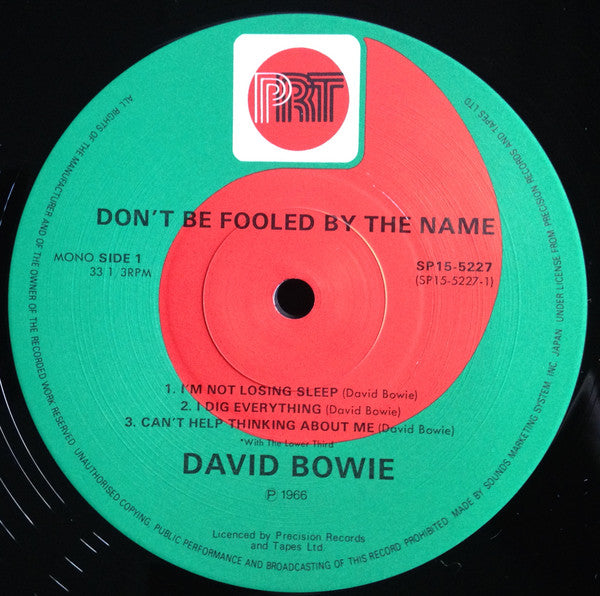 PRT
DON'T BE FOOLED BY THE NAME
MONO SIDE 1
33 1/3RPM
SP15-5227
(SP15-5227-1)
1. I'M NOT LOSING SLEEP (David Bowie)
2. I DIG EVERYTHING (David Bowie)
3. CAN'T HELP THINKING ABOUT ME (David Bowie)
*With The Lower Third
DAVID BOWIE
℗ 1966
Licenced by Precision Records
and Tapes Ltd.
ALL RIGHTS OF THE MANUFACTURER AND OF THE OWNER OF THE RECORDED WORK RESERVED. UNAUTHORISED COPYING, PUBLIC PERFORMANCE AND BROADCASTING OF THIS RECORD PROHIBITED. MADE BY SOUNDS MARKETING SYSTEM, INC. JAPAN UNDER LICENSE FROM PRECISION RECORDS AND TAPES LTD